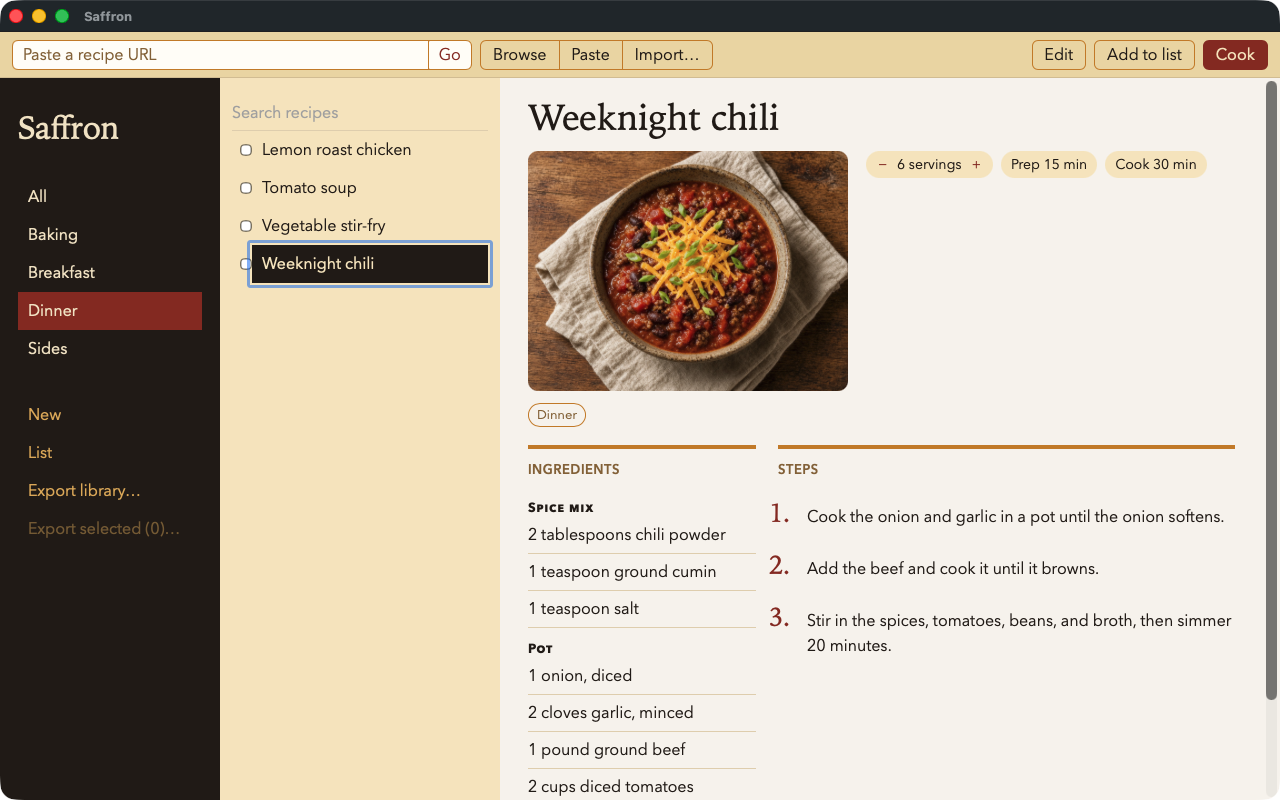 Saffron
Paste a recipe URL
Go
Browse
Paste
Import…
Edit
Add to list
Cook
Saffron
All
Baking
Breakfast
Dinner
Sides
New
List
Export library…
Export selected (0)…
Search recipes
Lemon roast chicken
Tomato soup
Vegetable stir-fry
Weeknight chili
Weeknight chili
− 6 servings +
Prep 15 min
Cook 30 min
Dinner
INGREDIENTS
SPICE MIX
2 tablespoons chili powder
1 teaspoon ground cumin
1 teaspoon salt
POT
1 onion, diced
2 cloves garlic, minced
1 pound ground beef
2 cups diced tomatoes
STEPS
1. Cook the onion and garlic in a pot until the onion softens.
2. Add the beef and cook it until it browns.
3. Stir in the spices, tomatoes, beans, and broth, then simmer
20 minutes.